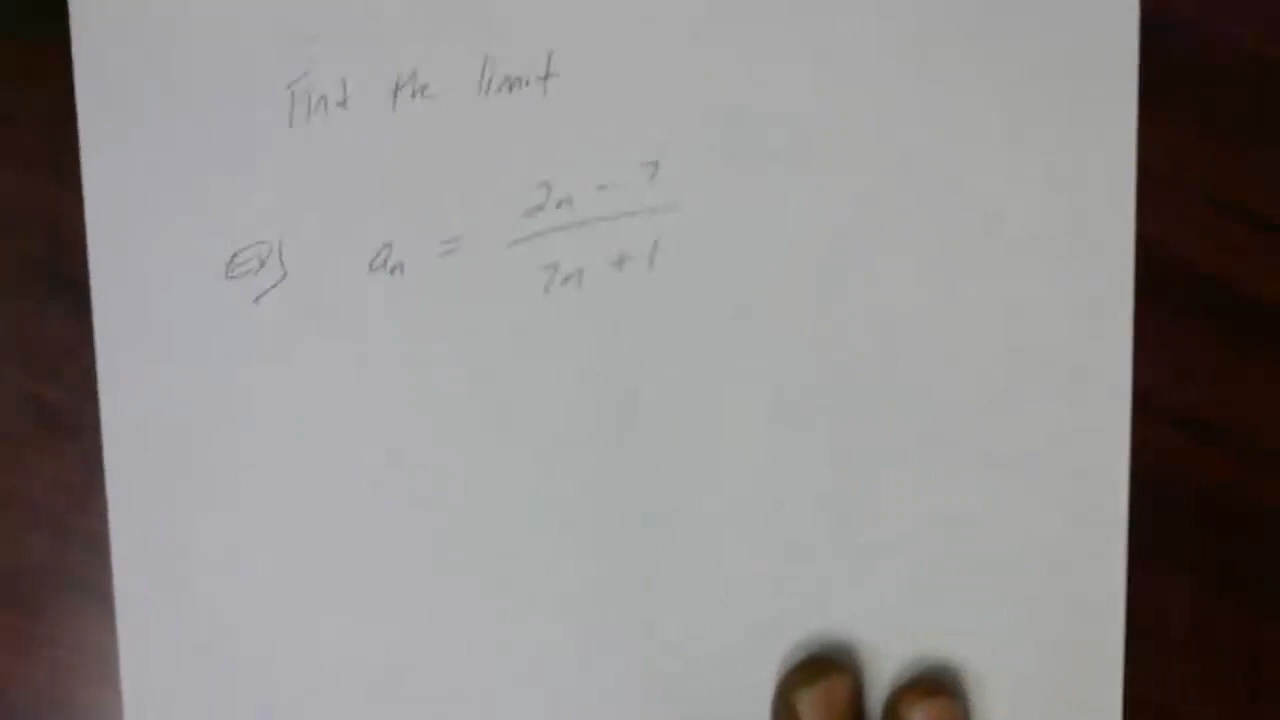 Find the limit
Ex) aₙ = (2n - 7)/(7n + 1)